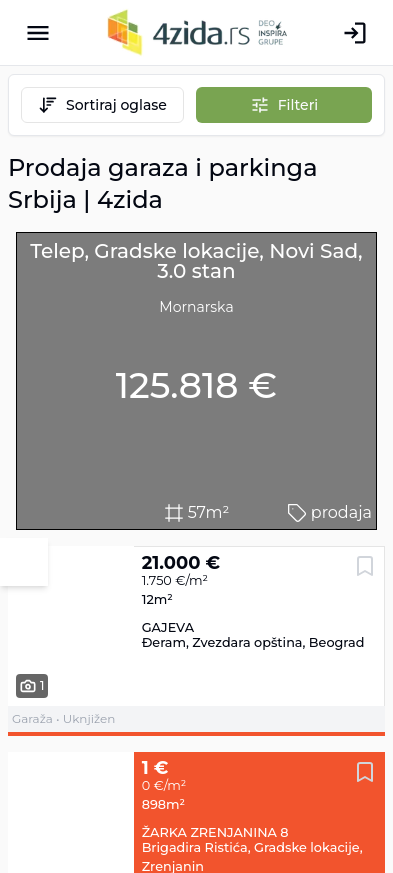 4zida.rs
DEO
INSPIRA
GRUPE
Sortiraj oglase
Filteri
Prodaja garaza i parkinga
Srbija | 4zida
Telep, Gradske lokacije, Novi Sad,
3.0 stan
Mornarska
125.818 €
57m²
prodaja
21.000 €
1.750 €/m²
12m²
GAJEVA
Đeram, Zvezdara opština, Beograd
1
Garaža • Uknjižen
1 €
0 €/m²
898m²
ŽARKA ZRENJANINA 8
Brigadira Ristića, Gradske lokacije,
Zrenjanin